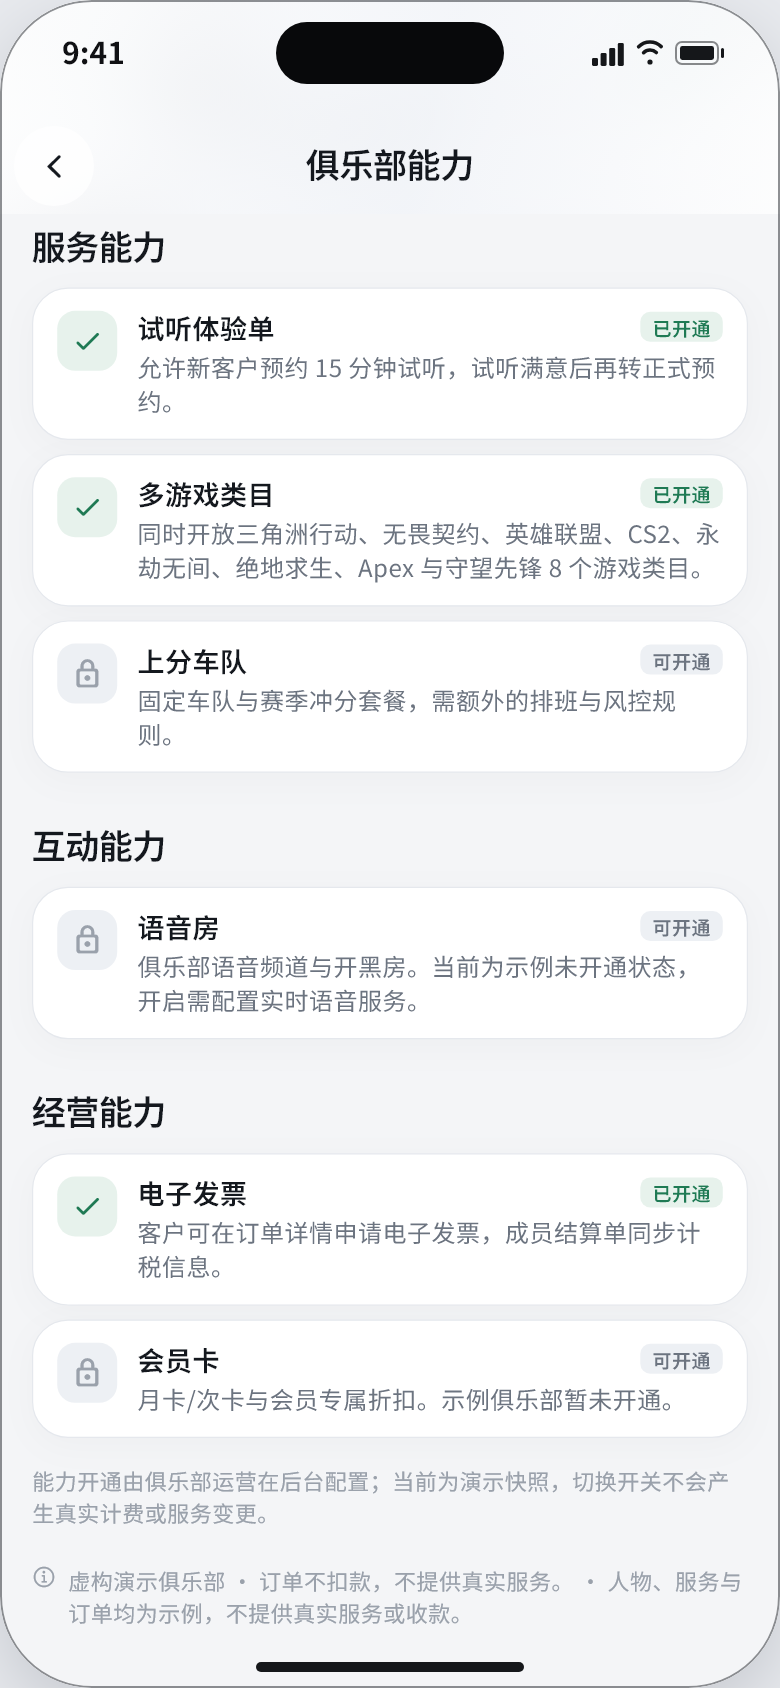 9:41
俱乐部能力
服务能力
试听体验单
已开通
允许新客户预约 15 分钟试听，试听满意后再转正式预
约。
多游戏类目
已开通
同时开放三角洲行动、无畏契约、英雄联盟、CS2、永
劫无间、绝地求生、Apex 与守望先锋 8 个游戏类目。
上分车队
可开通
固定车队与赛季冲分套餐，需额外的排班与风控规
则。
互动能力
语音房
可开通
俱乐部语音频道与开黑房。当前为示例未开通状态，
开启需配置实时语音服务。
经营能力
电子发票
已开通
客户可在订单详情申请电子发票，成员结算单同步计
税信息。
会员卡
可开通
月卡/次卡与会员专属折扣。示例俱乐部暂未开通。
能力开通由俱乐部运营在后台配置；当前为演示快照，切换开关不会产
生真实计费或服务变更。
虚构演示俱乐部 · 订单不扣款，不提供真实服务。 · 人物、服务与
订单均为示例，不提供真实服务或收款。